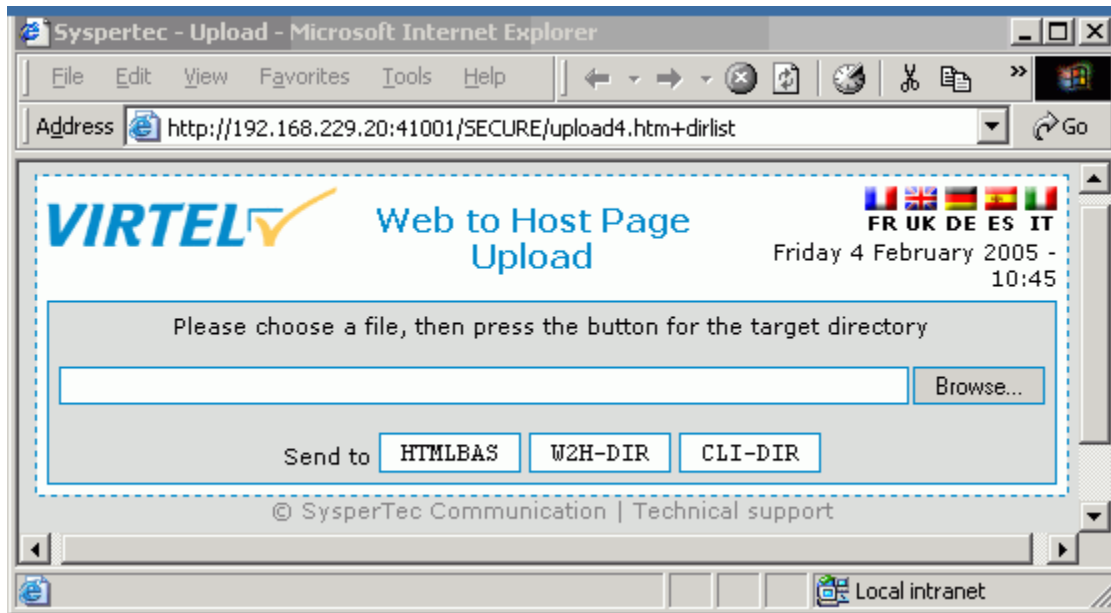 Syspertec - Upload - Microsoft Internet Explorer
File Edit View Favorites Tools Help »
Address http://192.168.229.20:41001/SECURE/upload4.htm+dirlist Go
VIRTEL
Web to Host Page
Upload
FR UK DE ES IT
Friday 4 February 2005 -
10:45
Please choose a file, then press the button for the target directory
Browse...
Send to HTMLBAS W2H-DIR CLI-DIR
© SysperTec Communication | Technical support
Local intranet